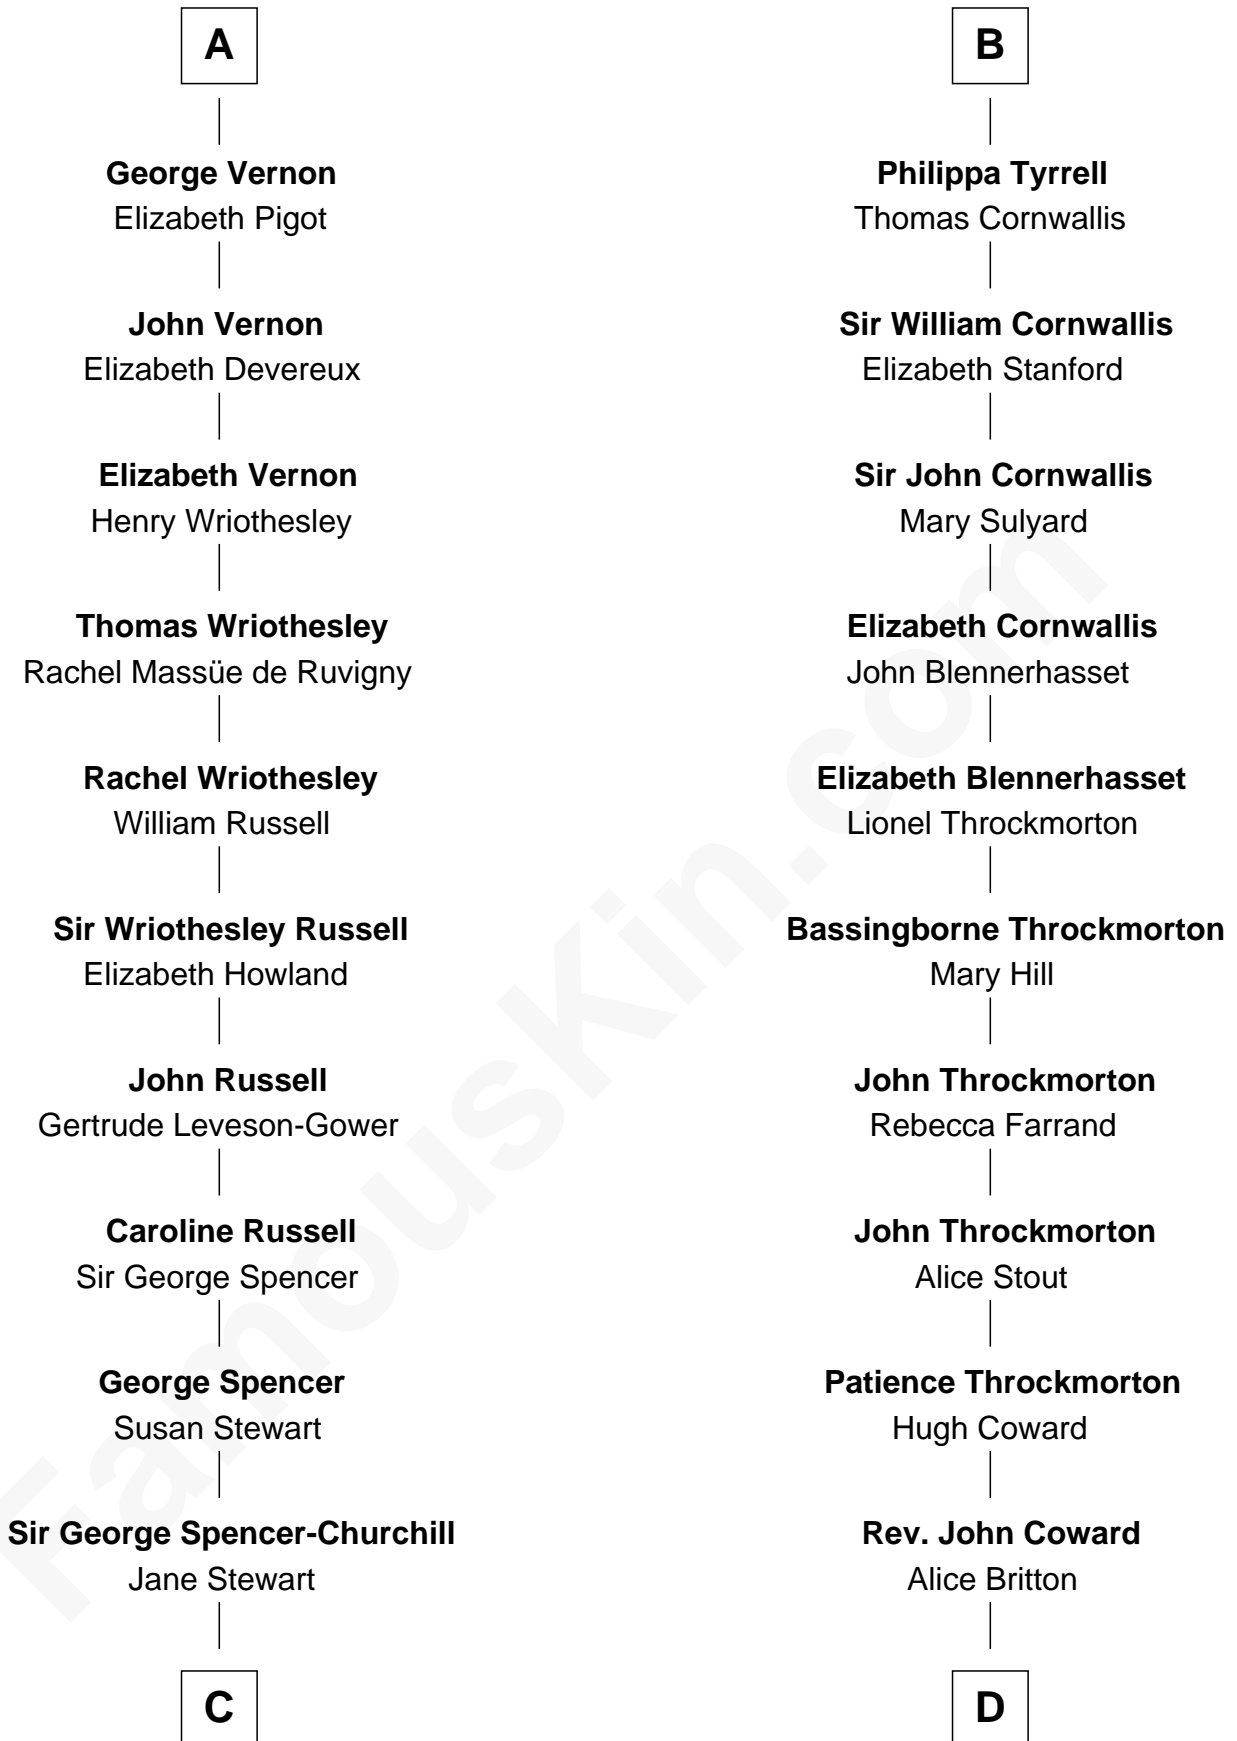 A
George Vernon
Elizabeth Pigot
John Vernon
Elizabeth Devereux
Elizabeth Vernon
Henry Wriothesley
Thomas Wriothesley
Rachel Massüe de Ruvigny
Rachel Wriothesley
William Russell
Sir Wriothesley Russell
Elizabeth Howland
John Russell
Gertrude Leveson-Gower
Caroline Russell
Sir George Spencer
George Spencer
Susan Stewart
Sir George Spencer-Churchill
Jane Stewart
C
B
Philippa Tyrrell
Thomas Cornwallis
Sir William Cornwallis
Elizabeth Stanford
Sir John Cornwallis
Mary Sulyard
Elizabeth Cornwallis
John Blennerhasset
Elizabeth Blennerhasset
Lionel Throckmorton
Bassingborne Throckmorton
Mary Hill
John Throckmorton
Rebecca Farrand
John Throckmorton
Alice Stout
Patience Throckmorton
Hugh Coward
Rev. John Coward
Alice Britton
D
FamousKin.com